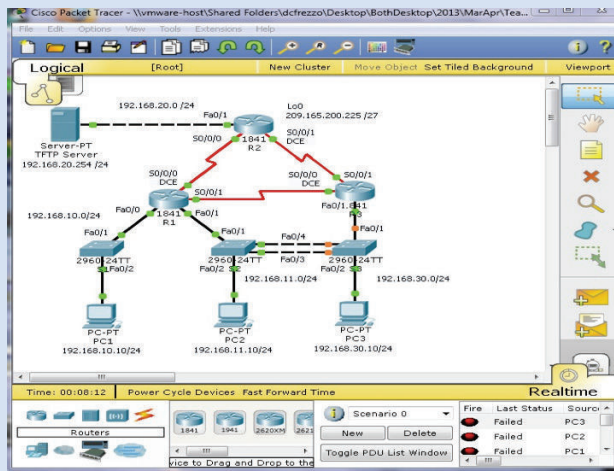 Cisco Packet Tracer - \\vmware-host\Shared Folders\dcfrezzo\Desktop\BothDesktop\2013\MarApr\Tea...
File Edit Options View Tools Extensions Help
Logical [Root] New Cluster Move Object Set Tiled Background Viewport
192.168.20.0 /24
Fa0/1
Lo0
209.165.200.225 /27
Server-PT
TFTP Server
192.168.20.254 /24
1841
R2
S0/0/0
S0/0/1
DCE
S0/0/0
DCE
S0/0/1
S0/0/0
DCE
S0/0/1
1841
R1
Fa0/1
192.168.10.0/24
Fa0/0
Fa0/1
Fa0/1
Fa0/1
Fa0/4
Fa0/3
Fa0/1
2960-24TT
Fa0/2
2960-24TT
Fa0/2
2960-24TT
Fa0/2
192.168.11.0/24
192.168.30.0/24
PC-PT
PC1
192.168.10.10/24
PC-PT
PC2
192.168.11.10/24
PC-PT
PC3
192.168.30.10/24
Time: 00:08:12 Power Cycle Devices Fast Forward Time Realtime
Routers
1841 1941 2620XM 2621
vice to Drag and Drop to the
Scenario 0
New Delete
Toggle PDU List Window
Fire Last Status Source
Failed PC3
Failed PC2
Failed PC1